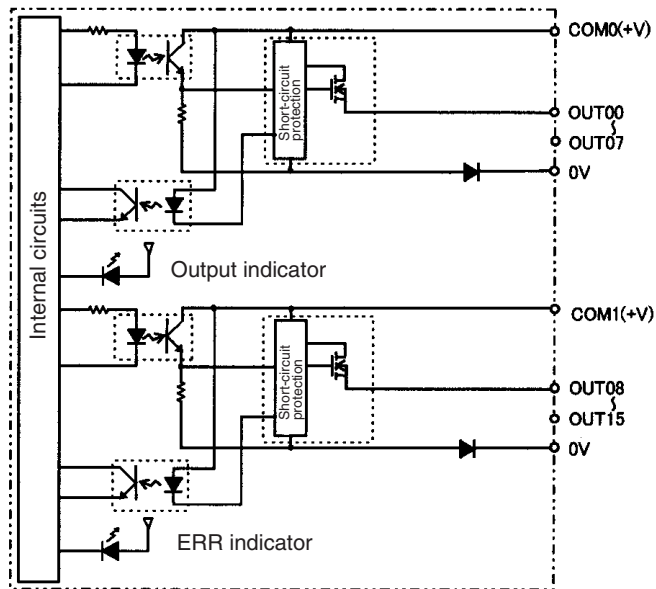 Internal circuits
COM0(+V)
Short-circuit
protection
OUT00
OUT07
0V
Output indicator
COM1(+V)
Short-circuit
protection
OUT08
OUT15
0V
ERR indicator